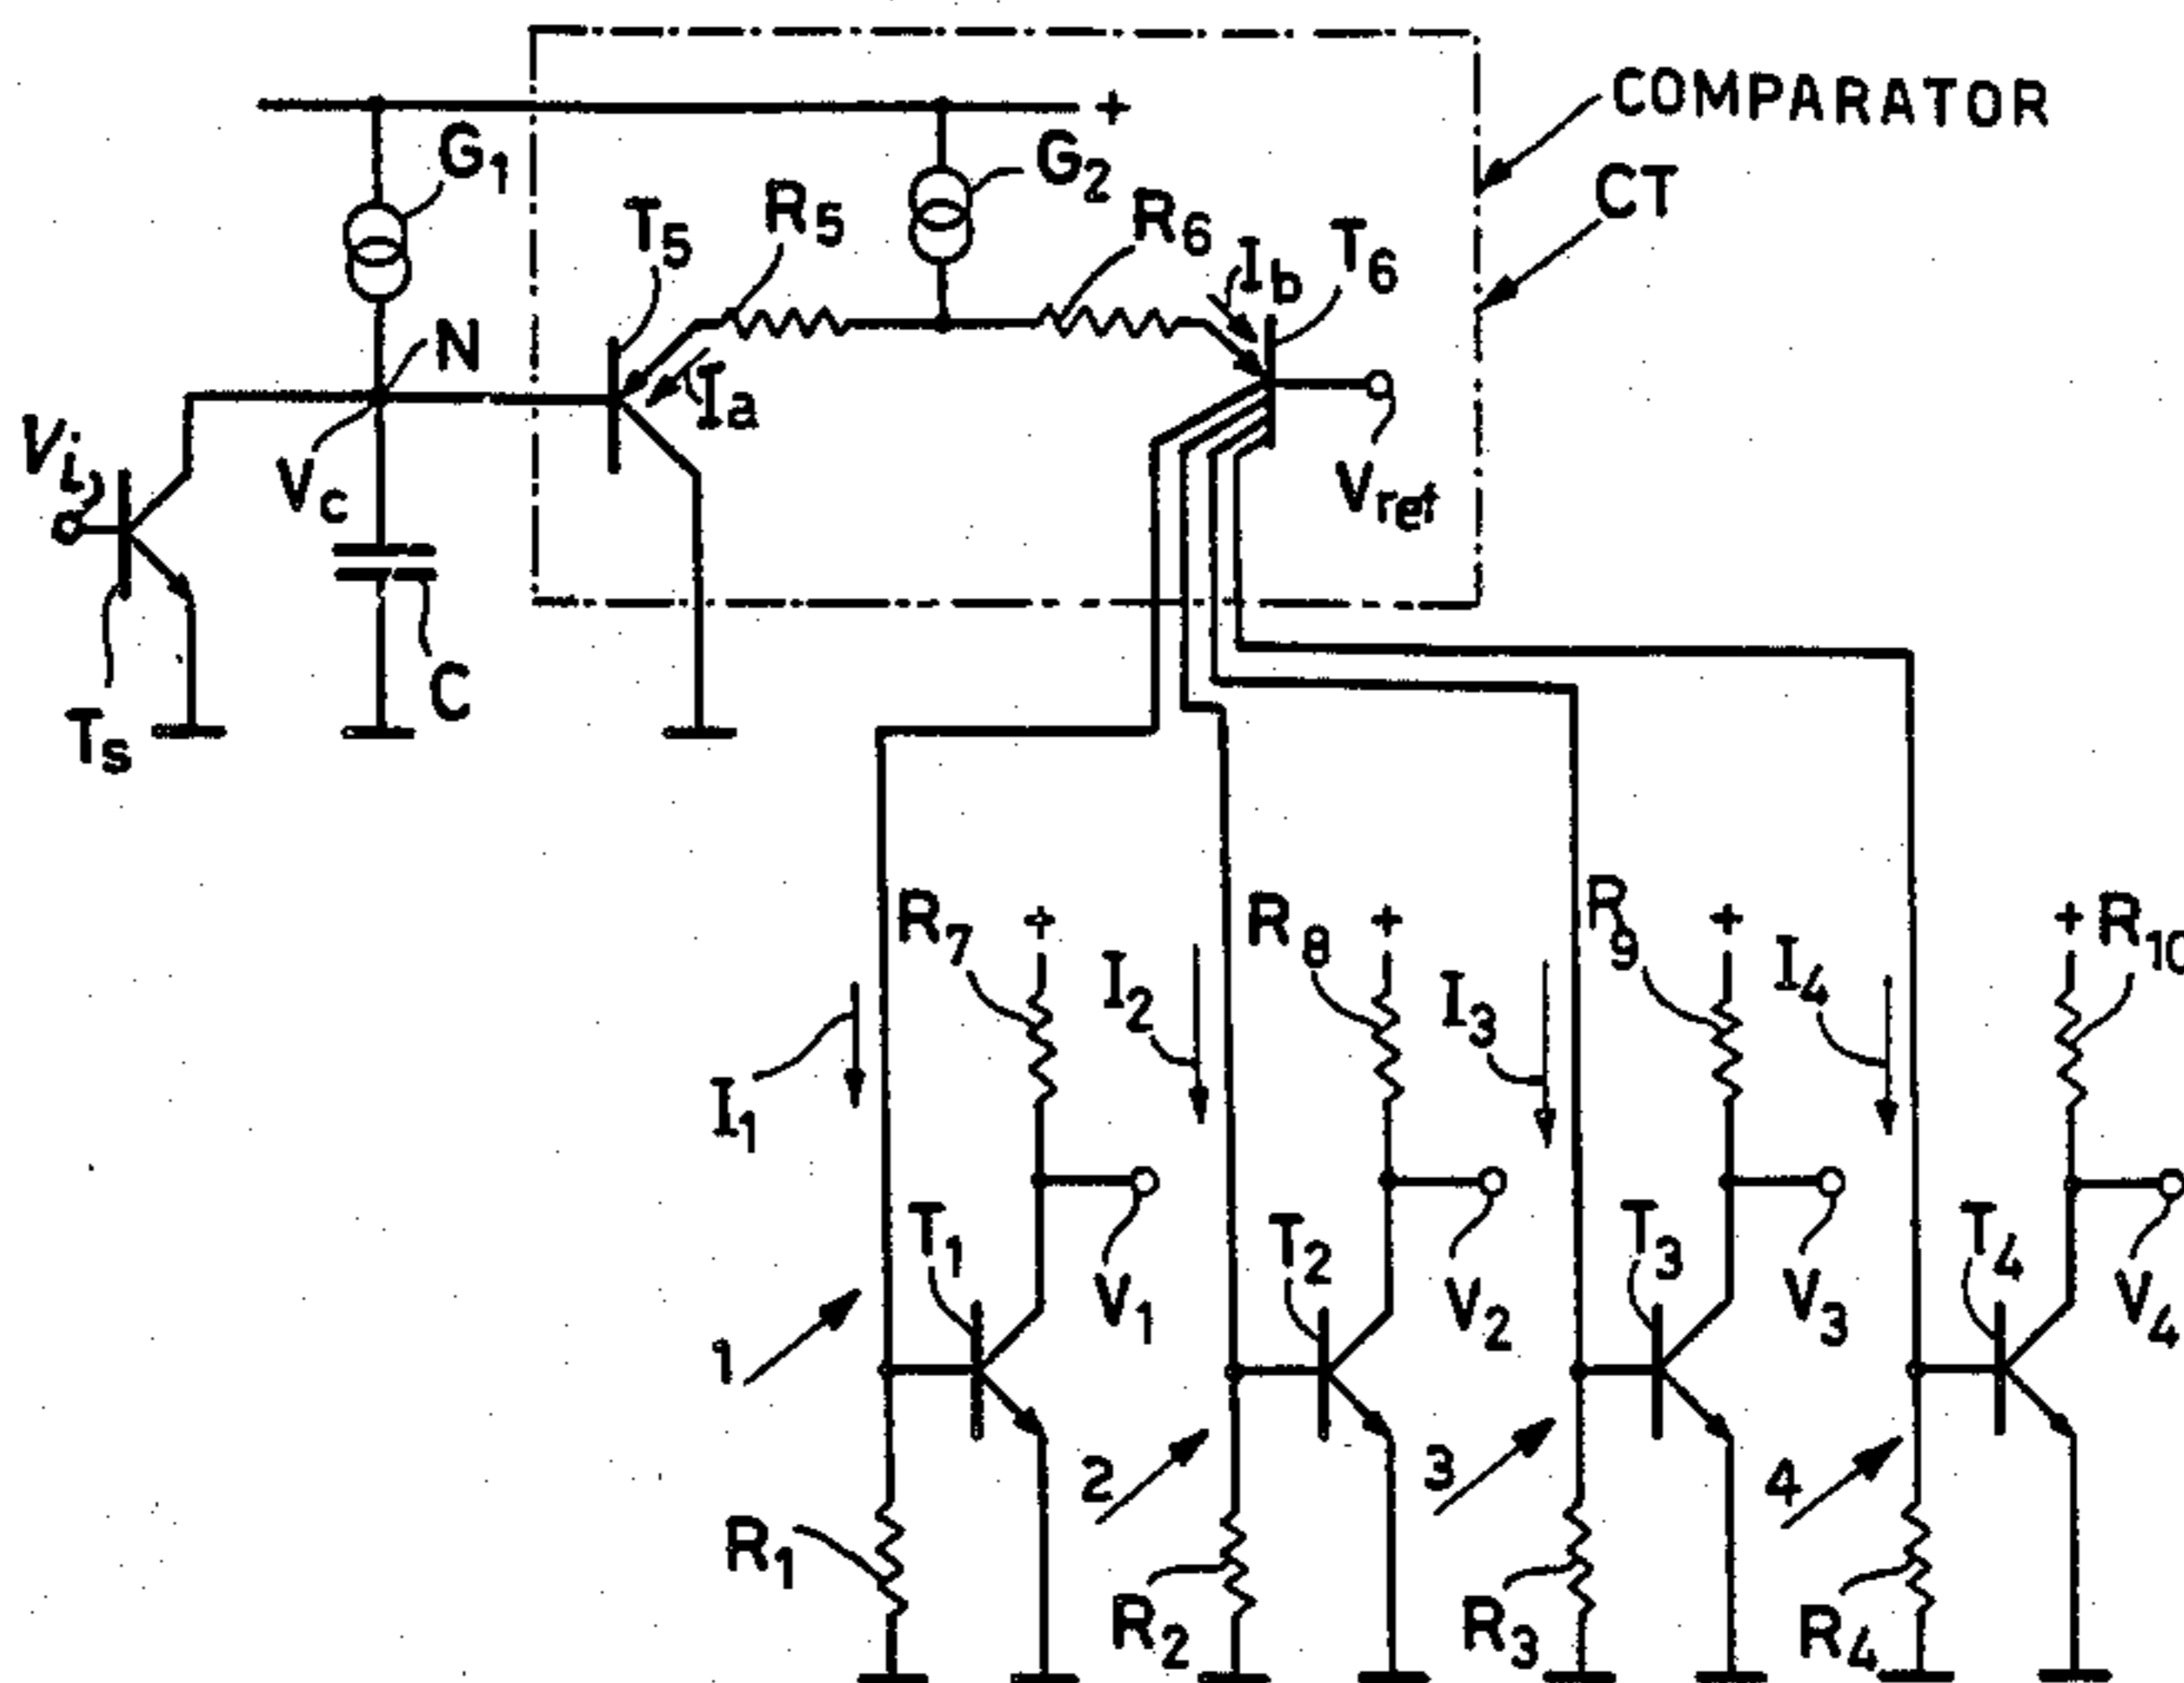 COMPARATOR
+
G1
G2
CT
T5
R5
R6
Ib
T6
N
Ia
Vi
Vc
Vref
C
Ts
R7
+
R8
+
R9
+
+
R10
I1
I2
I3
I4
T1
V1
T2
V2
T3
V3
T4
V4
1
2
3
4
R1
R2
R3
R4